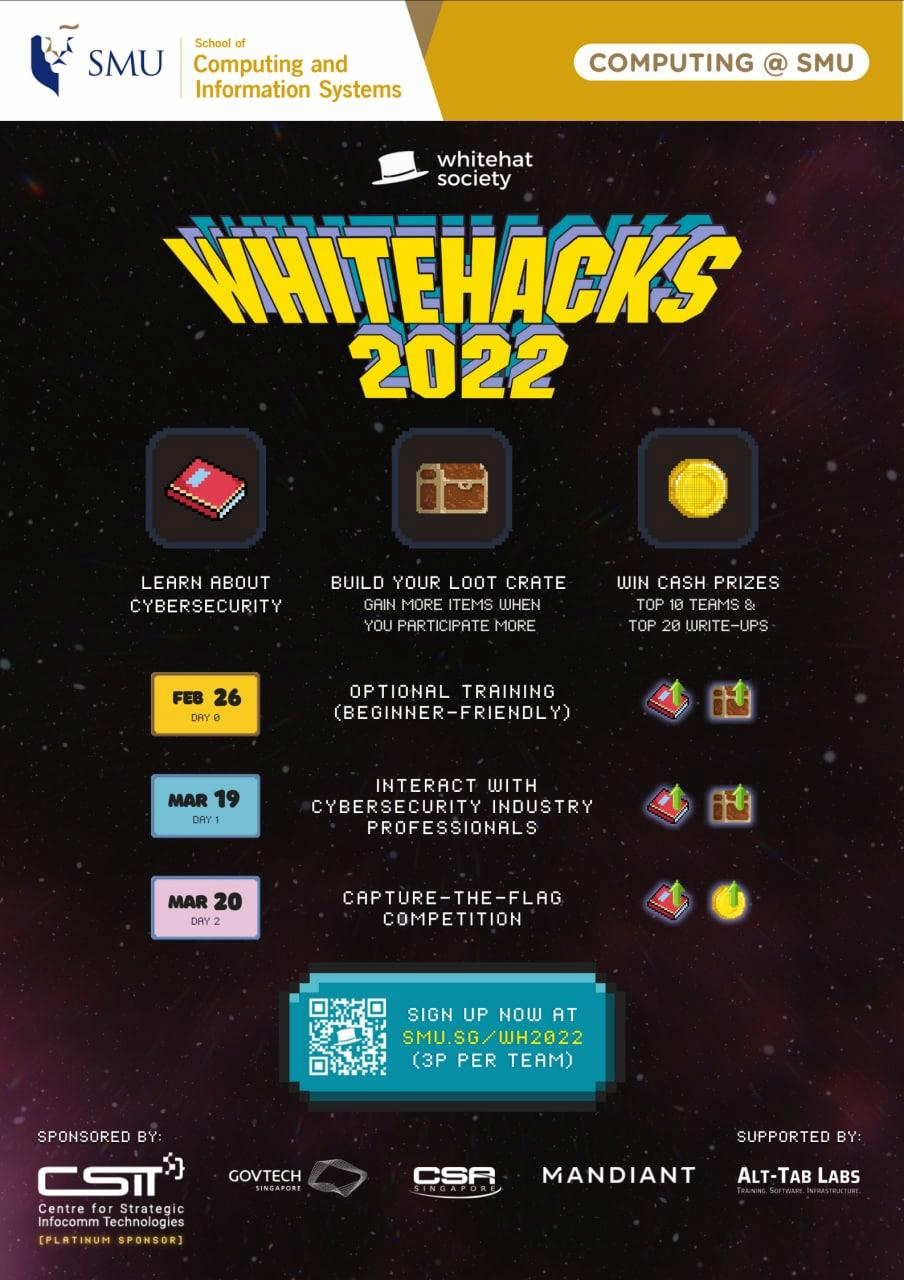 SMU
School of
Computing and
Information Systems
COMPUTING @ SMU
whitehat
society
WHITEHACKS
2022
LEARN ABOUT
CYBERSECURITY
BUILD YOUR LOOT CRATE
GAIN MORE ITEMS WHEN
YOU PARTICIPATE MORE
WIN CASH PRIZES
TOP 10 TEAMS &
TOP 20 WRITE-UPS
FEB 26
DAY 0
OPTIONAL TRAINING
(BEGINNER-FRIENDLY)
MAR 19
DAY 1
INTERACT WITH
CYBERSECURITY INDUSTRY
PROFESSIONALS
MAR 20
DAY 2
CAPTURE-THE-FLAG
COMPETITION
SIGN UP NOW AT
SMU.SG/WH2022
(3P PER TEAM)
SPONSORED BY:
CSIT
Centre for Strategic
Infocomm Technologies
[PLATINUM SPONSOR]
GOVTECH
SINGAPORE
CSA
SINGAPORE
MANDIANT
SUPPORTED BY:
ALT-TAB LABS
TRAINING. SOFTWARE. INFRASTRUCTURE.